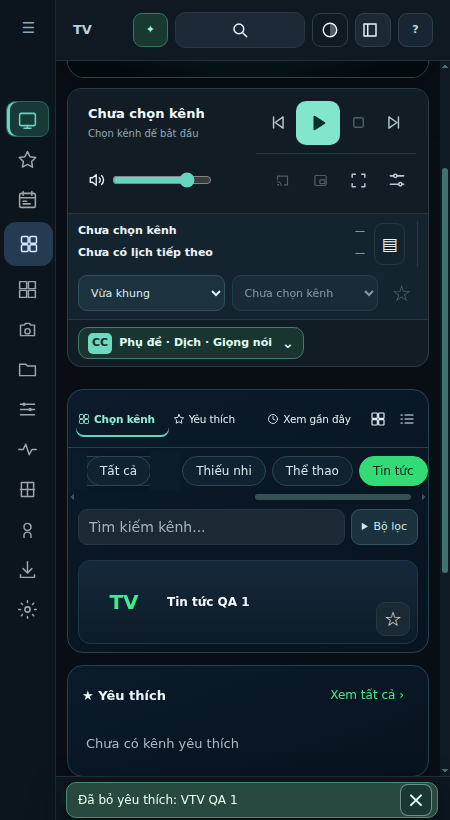 TV
?
Chưa chọn kênh
Chọn kênh để bắt đầu
Chưa chọn kênh —
Chưa có lịch tiếp theo —
Vừa khung
Chưa chọn kênh
CC Phụ đề · Dịch · Giọng nói
Chọn kênh
Yêu thích
Xem gần đây
Tất cả
Thiếu nhi
Thể thao
Tin tức
Tìm kiếm kênh...
Bộ lọc
TV
Tin tức QA 1
★ Yêu thích
Xem tất cả ›
Chưa có kênh yêu thích
Đã bỏ yêu thích: VTV QA 1